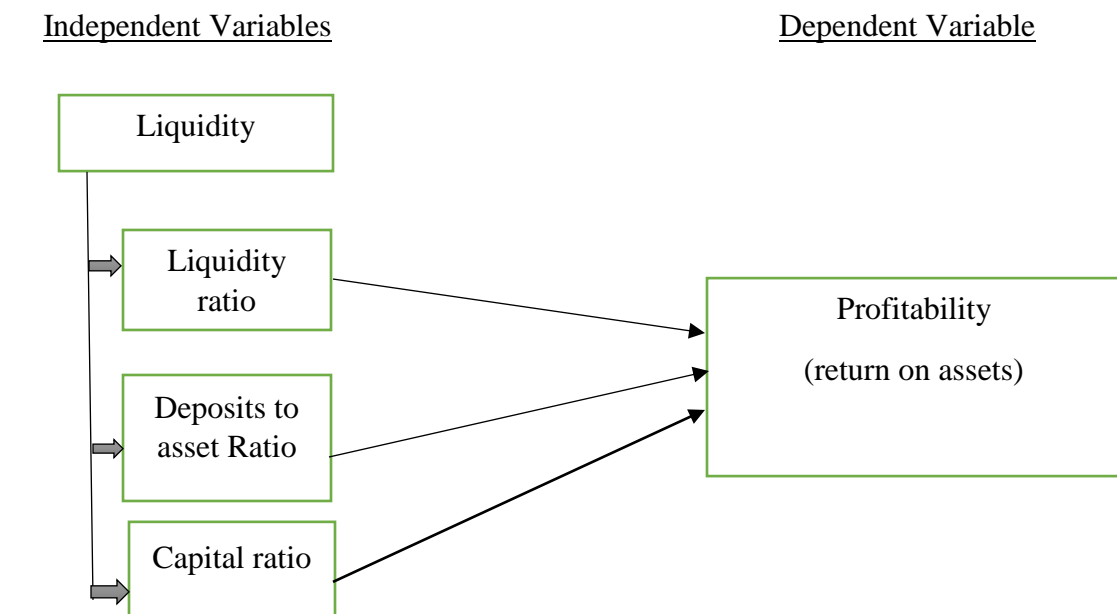 Independent Variables
Dependent Variable
Liquidity
Liquidity
ratio
Deposits to
asset Ratio
Capital ratio
Profitability
(return on assets)